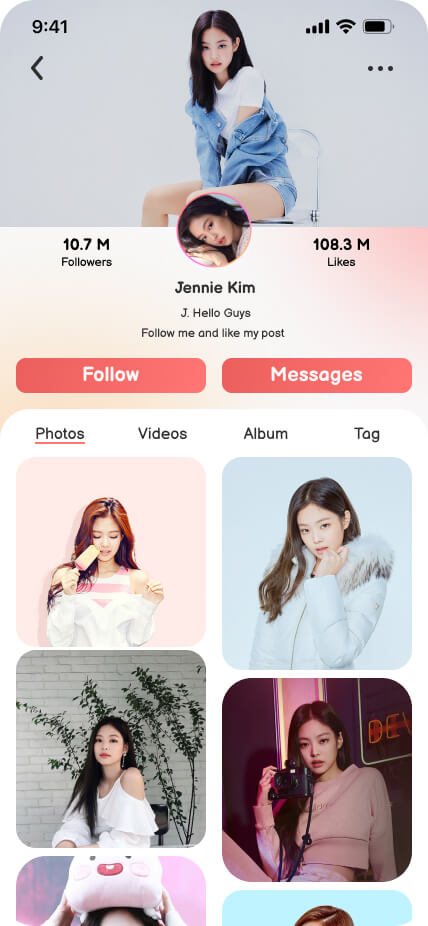 9:41
10.7 M
Followers
108.3 M
Likes
Jennie Kim
J. Hello Guys
Follow me and like my post
Follow
Messages
Photos
Videos
Album
Tag
DEV